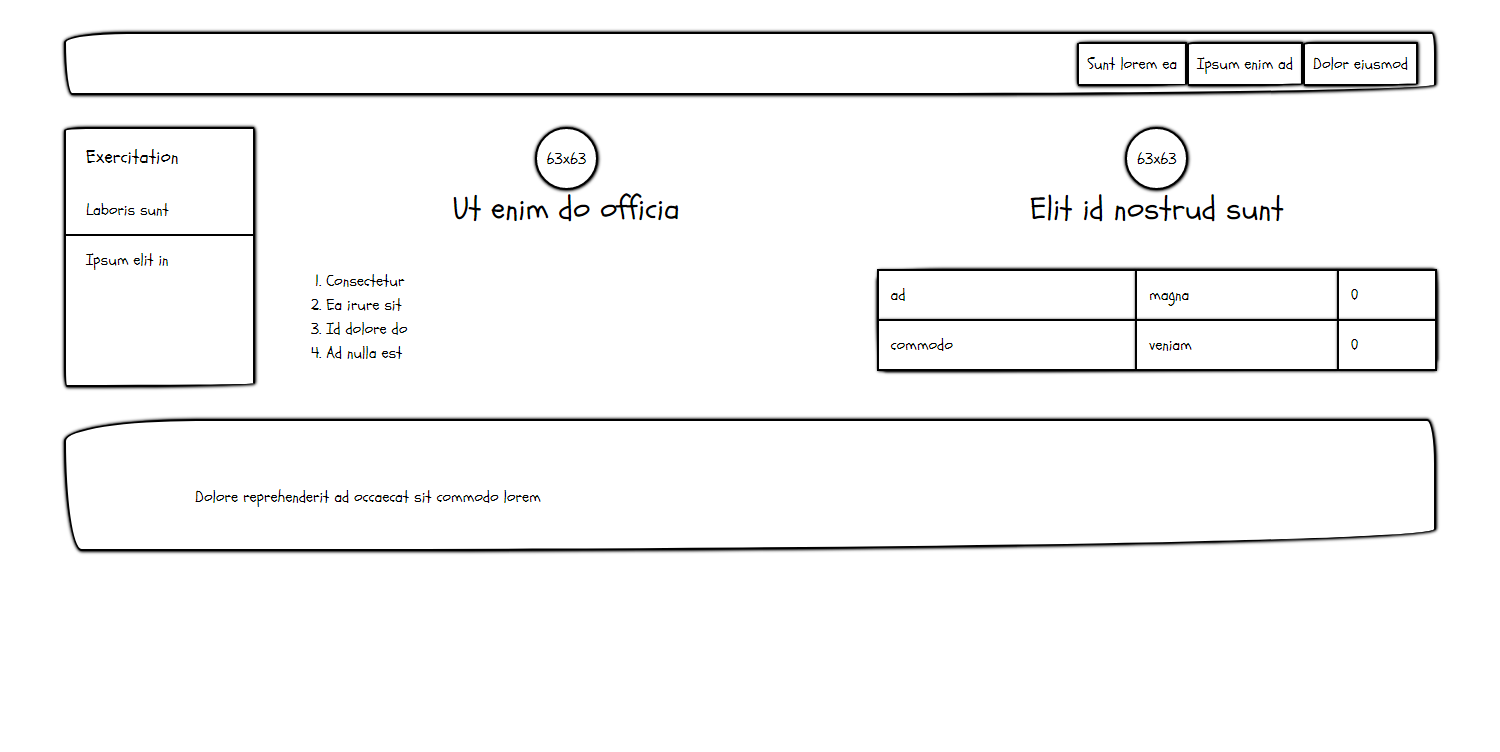 Sunt lorem ea
Ipsum enim ad
Dolor eiusmod
Exercitation
Laboris sunt
Ipsum elit in
63x63
Ut enim do officia
1. Consectetur
2. Ea irure sit
3. Id dolore do
4. Ad nulla est
63x63
Elit id nostrud sunt
ad magna 0
commodo veniam 0
Dolore reprehenderit ad occaecat sit commodo lorem